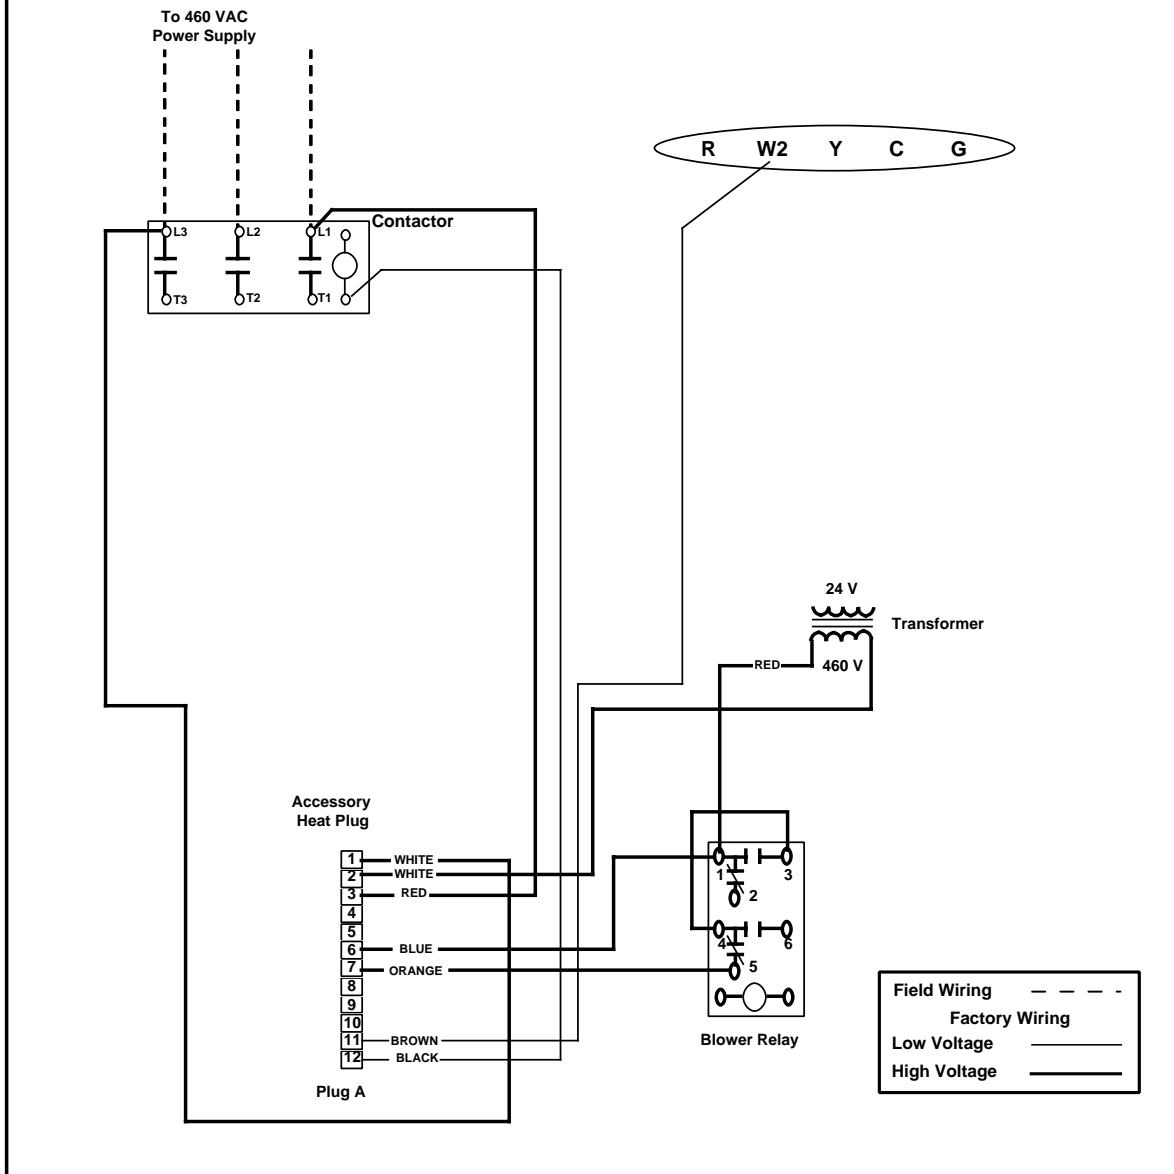 To 460 VAC
Power Supply
R W2 Y C G
Contactor
L3 L2 L1
T3 T2 T1
24 V
Transformer
RED
460 V
Accessory
Heat Plug
1 WHITE
2 WHITE
3 RED
4
5
6 BLUE
7 ORANGE
8
9
10
11 BROWN
12 BLACK
Plug A
1 3
2
4 6
5
Blower Relay
Field Wiring
Factory Wiring
Low Voltage
High Voltage